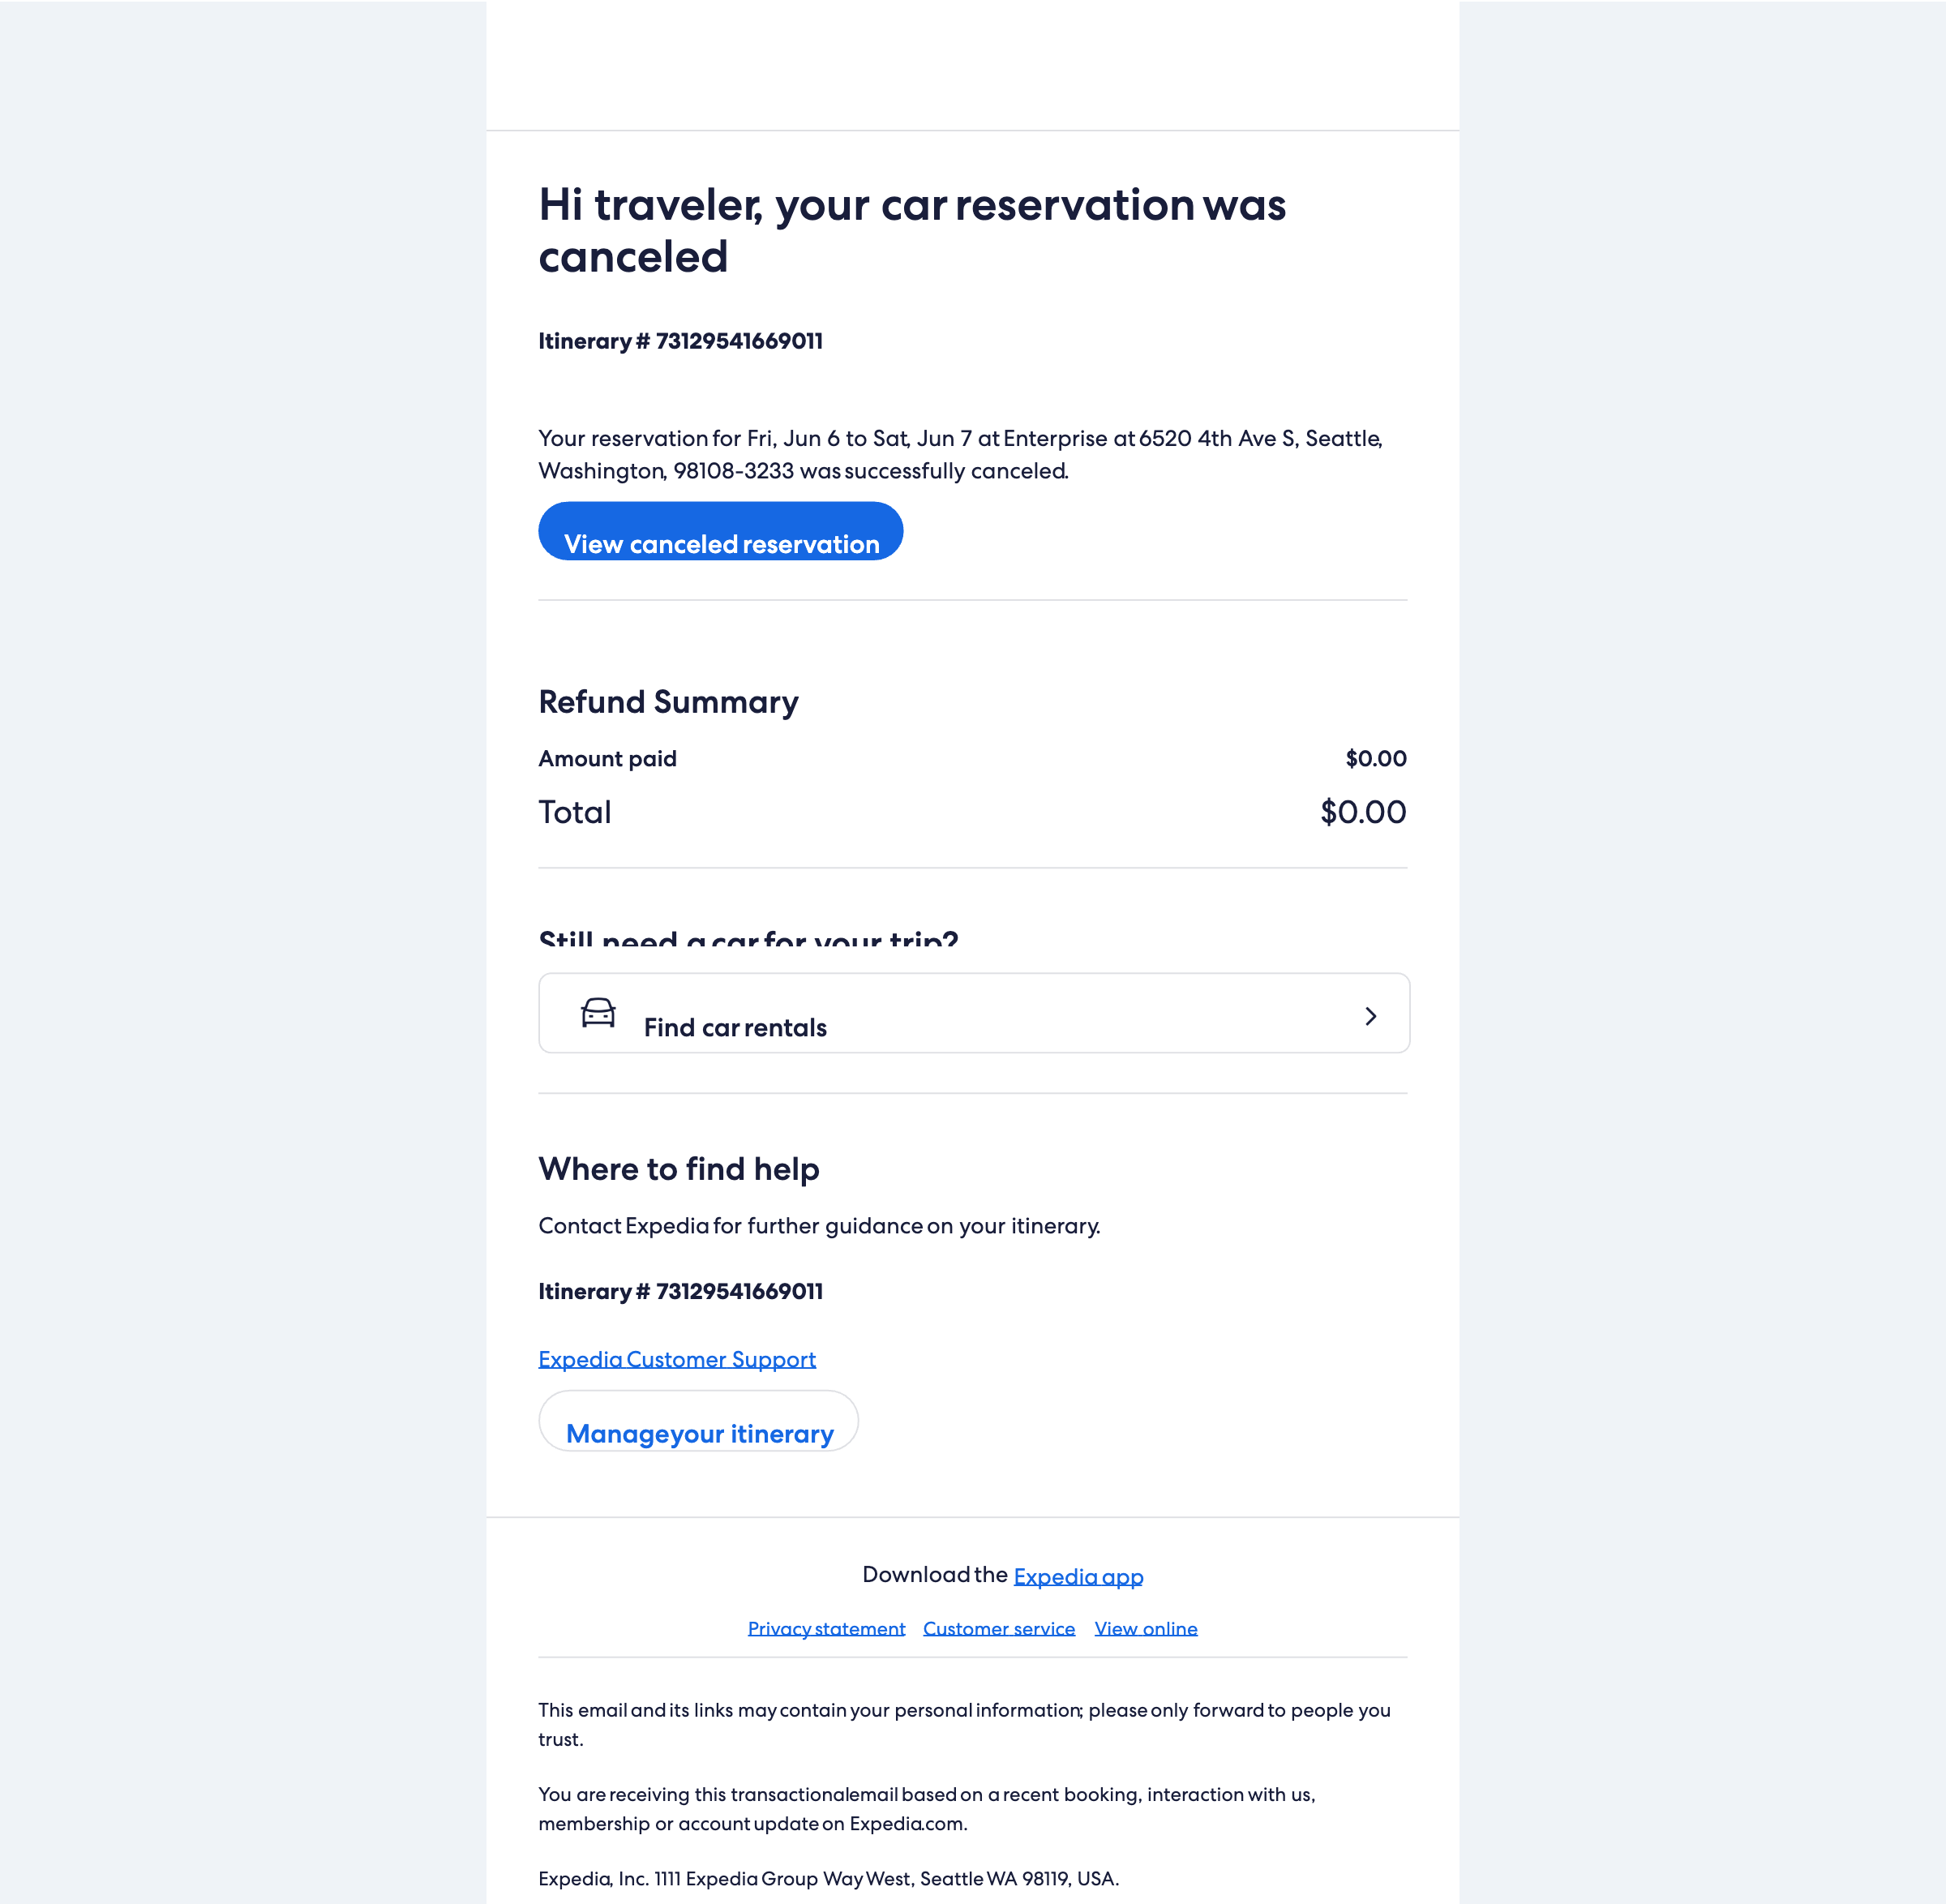 Hi traveler, your car reservation was
canceled
Itinerary # 73129541669011
Your reservation for Fri, Jun 6 to Sat, Jun 7 at Enterprise at 6520 4th Ave S, Seattle,
Washington, 98108-3233 was successfully canceled.
View canceled reservation
Refund Summary
Amount paid $0.00
Total $0.00
Still need a car for your trip?
Find car rentals
Where to find help
Contact Expedia for further guidance on your itinerary.
Itinerary # 73129541669011
Expedia Customer Support
Manage your itinerary
Download the Expedia app
Privacy statement Customer service View online
This email and its links may contain your personal information; please only forward to people you
trust.
You are receiving this transactional email based on a recent booking, interaction with us,
membership or account update on Expedia.com.
Expedia, Inc. 1111 Expedia Group Way West, Seattle WA 98119, USA.